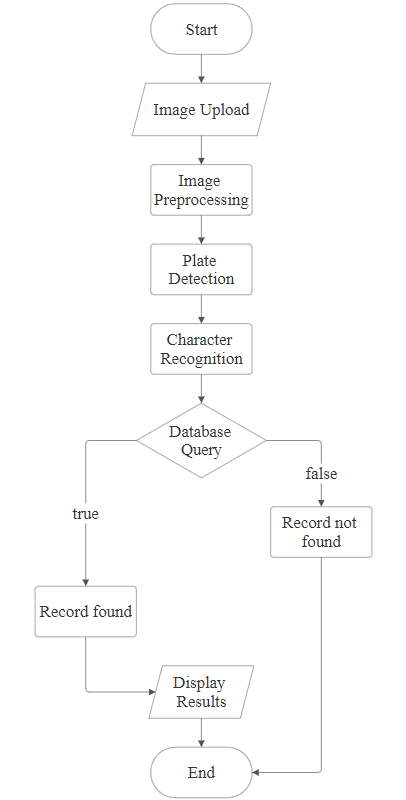 Start
Image Upload
Image
Preprocessing
Plate
Detection
Character
Recognition
Database
Query
false
true
Record not
found
Record found
Display
Results
End